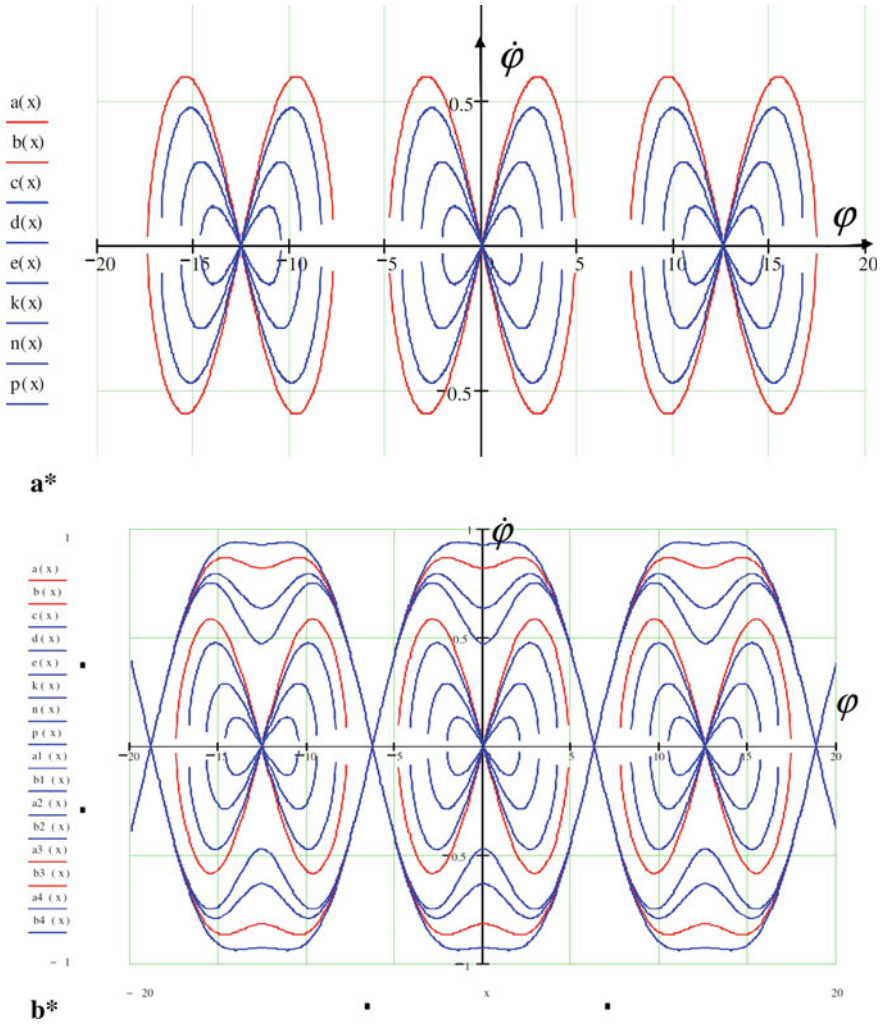 φ̇
a(x)
0.5
b(x)
c(x)
d(x)
φ
e(x)
−20 −15 −10 −5 0 5 10 15 20
k(x)
n(x)
p(x)
−0.5
a*
1 1 φ̇
a(x)
b(x)
c(x)
d(x)
0.5
e(x)
k(x)
n(x)
φ
p(x)
−20 −15 −10 −5 0 5 10 15 20
a1(x)
b1(x)
a2(x)
b2(x)
−0.5
a3(x)
b3(x)
a4(x)
b4(x)
−1 −1
b*
−20 x 20